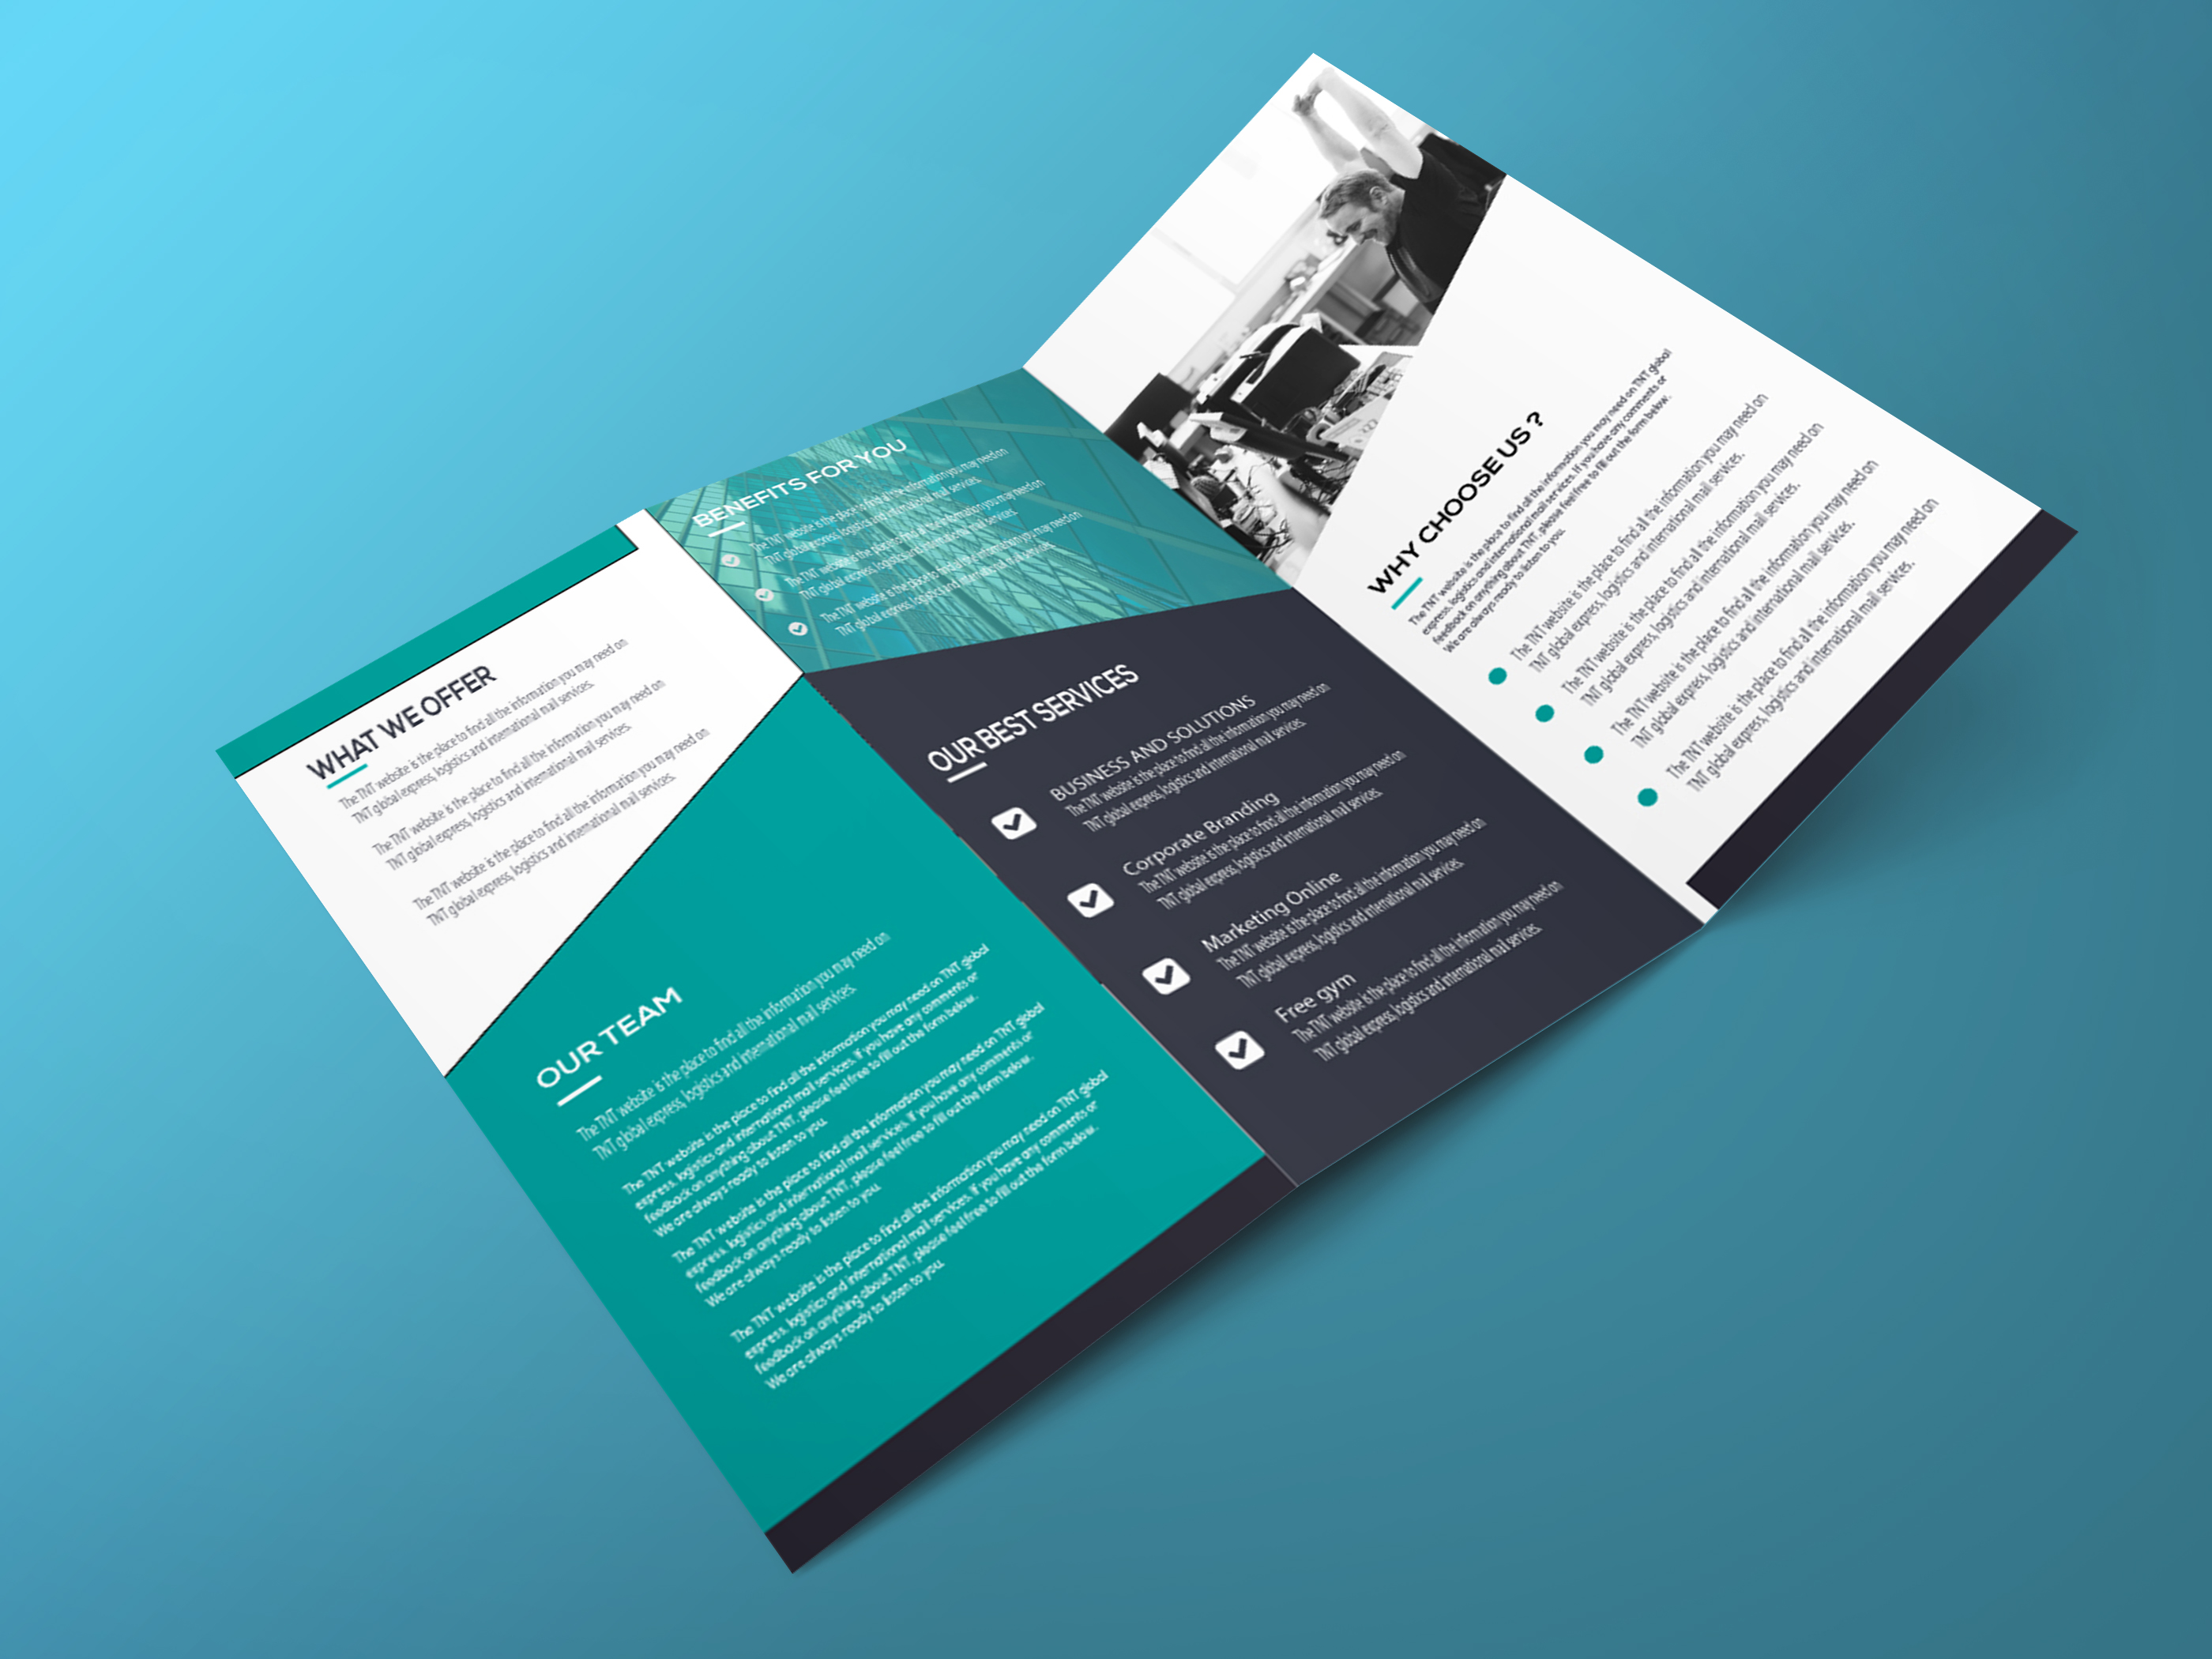 WHAT WE OFFER
The TNT website is the place to find all the information you may need on
TNT global express, logistics and international mail services.
The TNT website is the place to find all the information you may need on
TNT global express, logistics and international mail services.
The TNT website is the place to find all the information you may need on
TNT global express, logistics and international mail services.
OUR TEAM
The TNT website is the place to find all the information you may need on
TNT global express, logistics and international mail services.
The TNT website is the place to find all the information you may need on TNT global
express, logistics and international mail services. If you have any comments or
feedback on anything about TNT, please feel free to fill out the form below.
We are always ready to listen to you.
The TNT website is the place to find all the information you may need on TNT global
express, logistics and international mail services. If you have any comments or
feedback on anything about TNT, please feel free to fill out the form below.
We are always ready to listen to you.
The TNT website is the place to find all the information you may need on TNT global
express, logistics and international mail services. If you have any comments or
feedback on anything about TNT, please feel free to fill out the form below.
We are always ready to listen to you.
BENEFITS FOR YOU
The TNT website is the place to find all the information you may need on
TNT global express, logistics and international mail services.
The TNT website is the place to find all the information you may need on
TNT global express, logistics and international mail services.
The TNT website is the place to find all the information you may need on
TNT global express, logistics and international mail services.
OUR BEST SERVICES
BUSINESS AND SOLUTIONS
The TNT website is the place to find all the information you may need on
TNT global express, logistics and international mail services.
Corporate Branding
The TNT website is the place to find all the information you may need on
TNT global express, logistics and international mail services.
Marketing Online
The TNT website is the place to find all the information you may need on
TNT global express, logistics and international mail services.
Free gym
The TNT website is the place to find all the information you may need on
TNT global express, logistics and international mail services.
WHY CHOOSE US ?
The TNT website is the place to find all the information you may need on TNT global
express, logistics and international mail services. If you have any comments or
feedback on anything about TNT, please feel free to fill out the form below.
We are always ready to listen to you.
The TNT website is the place to find all the information you may need on
TNT global express, logistics and international mail services.
The TNT website is the place to find all the information you may need on
TNT global express, logistics and international mail services.
The TNT website is the place to find all the information you may need on
TNT global express, logistics and international mail services.
The TNT website is the place to find all the information you may need on
TNT global express, logistics and international mail services.